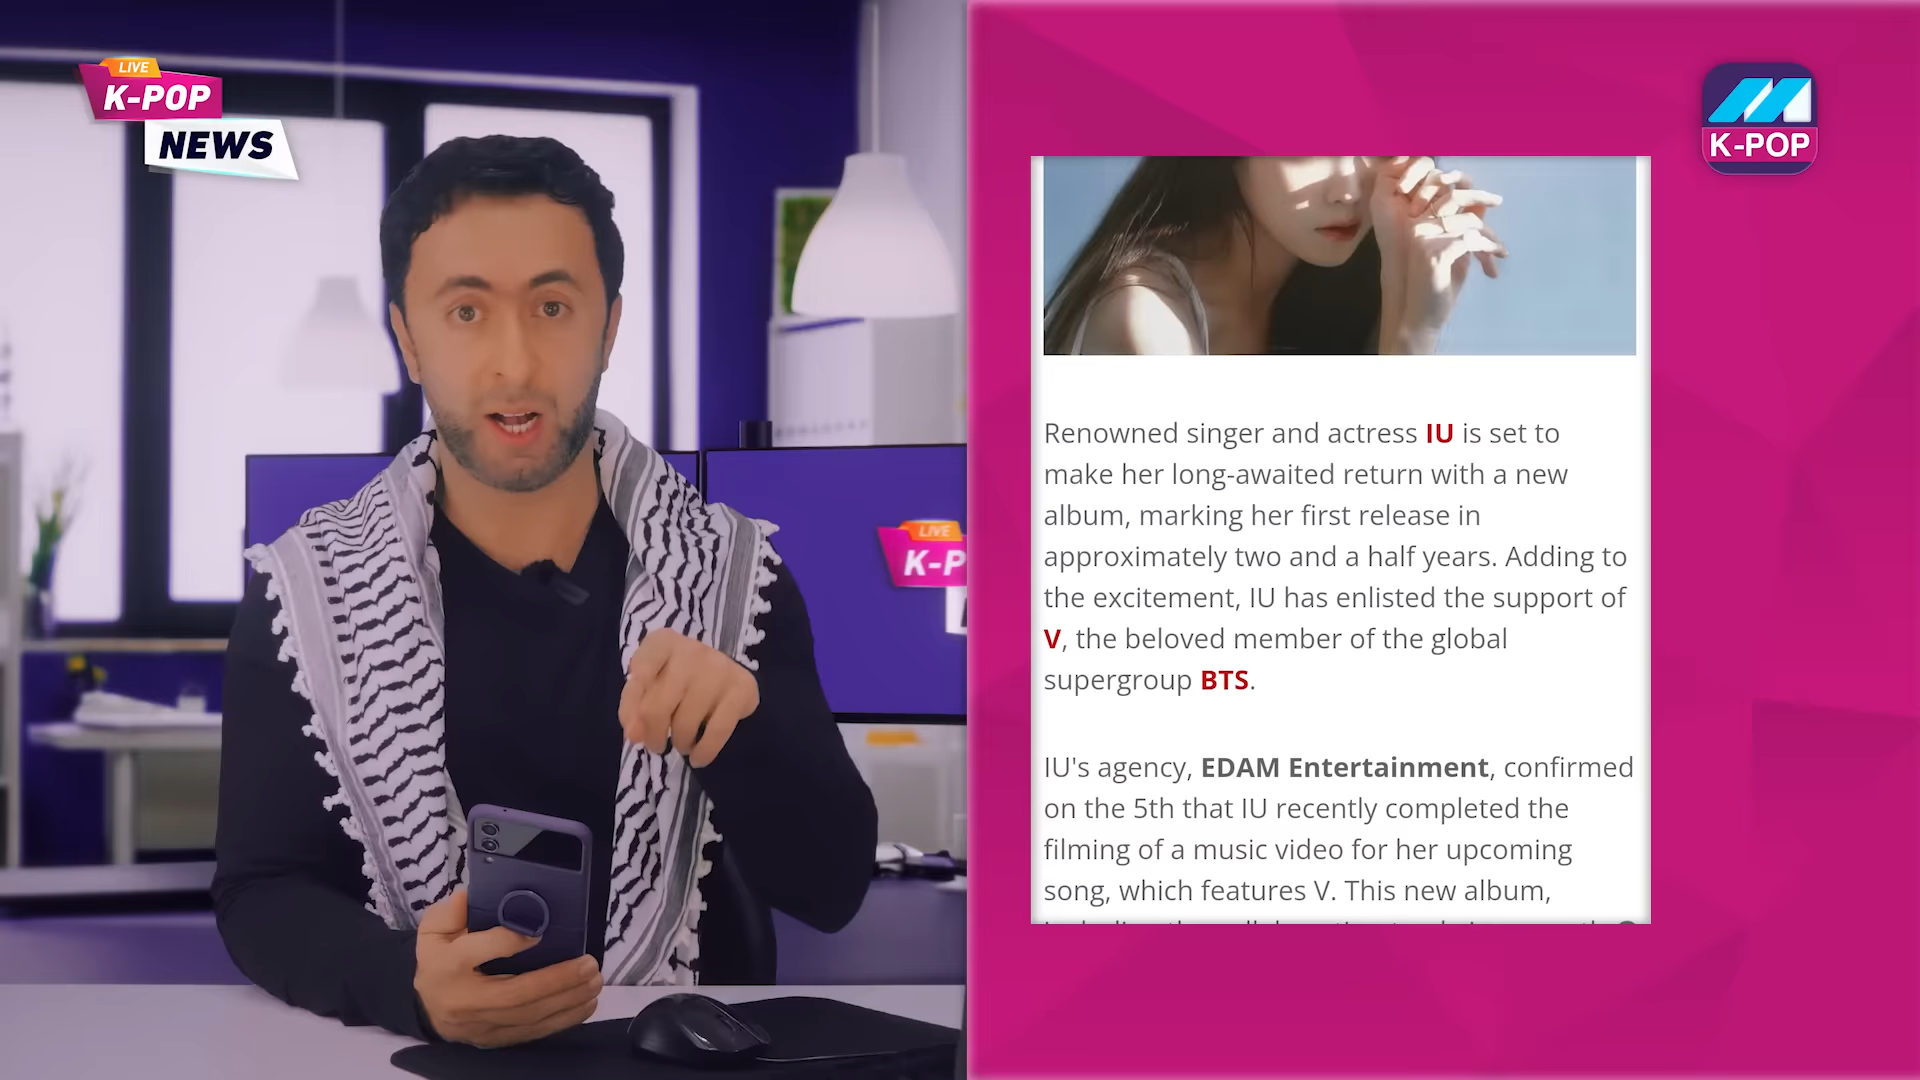 LIVE
K-POP
NEWS
LIVE
K-P
K-POP
Renowned singer and actress IU is set to
make her long-awaited return with a new
album, marking her first release in
approximately two and a half years. Adding to
the excitement, IU has enlisted the support of
V, the beloved member of the global
supergroup BTS.
IU's agency, EDAM Entertainment, confirmed
on the 5th that IU recently completed the
filming of a music video for her upcoming
song, which features V. This new album,